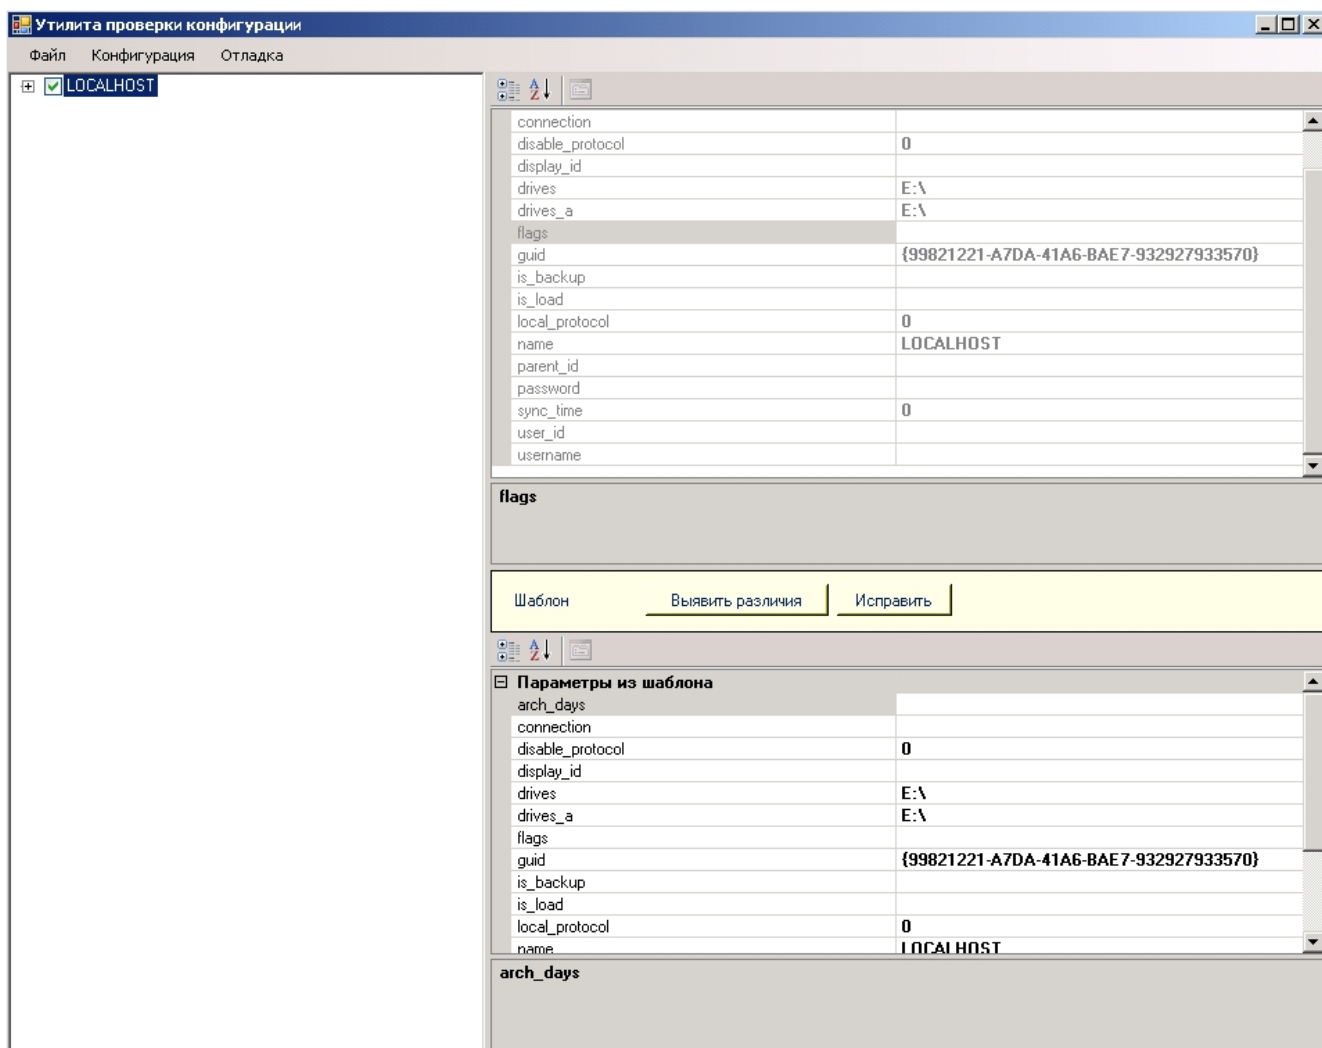 Утилита проверки конфигурации
Файл Конфигурация Отладка
LOCALHOST
connection
disable_protocol 0
display_id
drives E:\
drives_a E:\
flags
guid {99821221-A7DA-41A6-BAE7-932927933570}
is_backup
is_load
local_protocol 0
name LOCALHOST
parent_id
password
sync_time 0
user_id
username
flags
Шаблон Выявить различия Исправить
Параметры из шаблона
arch_days
connection
disable_protocol 0
display_id
drives E:\
drives_a E:\
flags
guid {99821221-A7DA-41A6-BAE7-932927933570}
is_backup
is_load
local_protocol 0
name LOCALHOST
arch_days